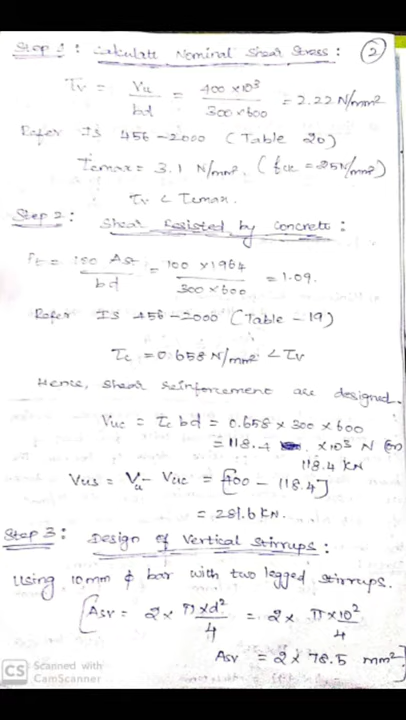 Step 1 : Calculate Nominal Shear Stress : 2
τv = Vu / bd = 400 × 10³ / 300 × 600 = 2.22 N/mm²
Refer IS 456-2000 (Table 20)
τcmax = 3.1 N/mm². (fck = 25 N/mm²)
τv < τcmax.
Step 2 : Shear Resisted by concrete :
Pt = 100 Ast / bd = 100 × 1964 / 300 × 600 = 1.09.
Refer IS 456-2000 (Table - 19)
τc = 0.658 N/mm² < τv
Hence, shear reinforcement are designed.
Vuc = τc bd = 0.658 × 300 × 600
= 118.4 × 10³ N (or)
118.4 kN
Vus = Vu - Vuc = [400 - 118.4]
= 281.6 kN.
Step 3 : Design of Vertical Stirrups :
Using 10mm ϕ bar with two legged stirrups.
[Asv = 2 × π × d² / 4 = 2 × π × 10² / 4
Asv = 2 × 78.5 mm²]
CS Scanned with
CamScanner